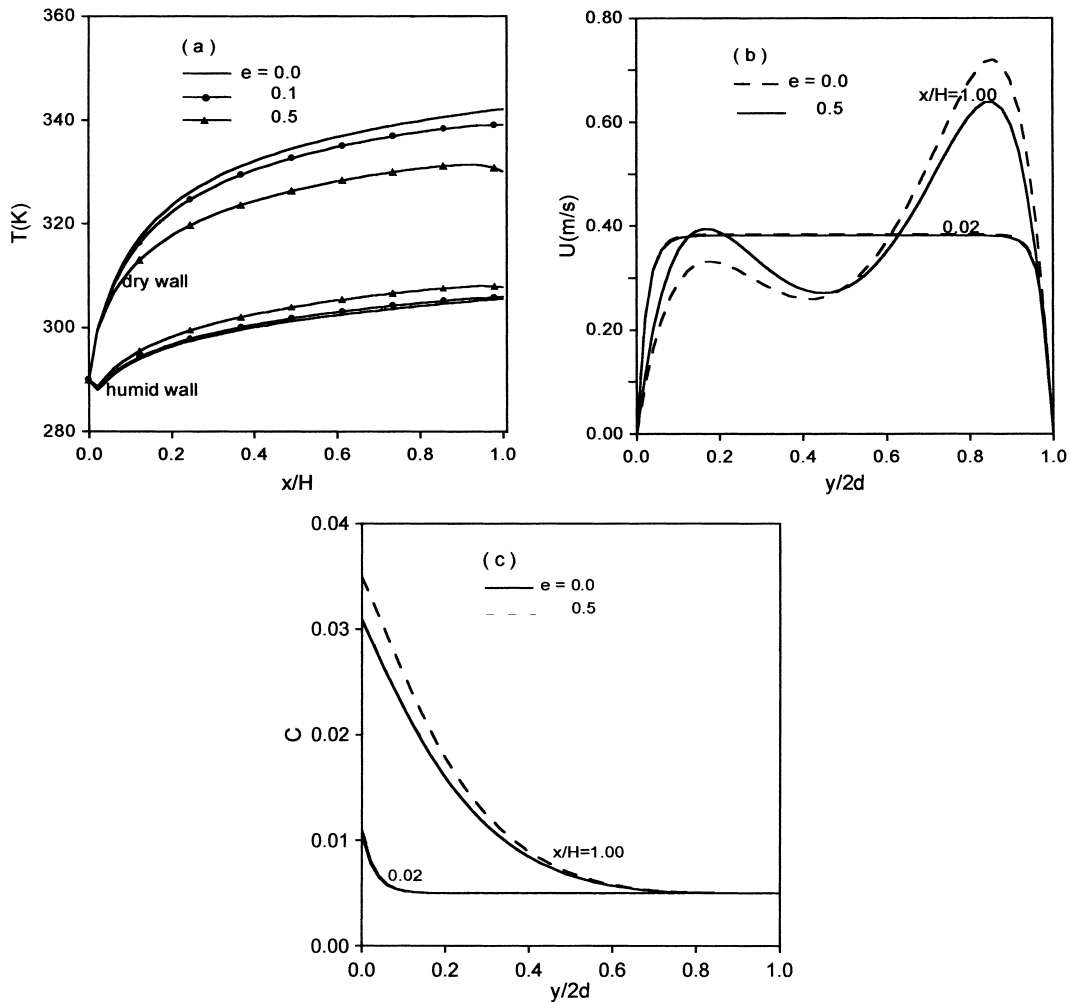 360
340
320
300
280
T(K)
( a )
e = 0.0
0.1
0.5
dry wall
humid wall
0.0 0.2 0.4 0.6 0.8 1.0
x/H
0.80
0.60
0.40
0.20
0.00
U(m/s)
( b )
e = 0.0
0.5
x/H=1.00
0.02
0.0 0.2 0.4 0.6 0.8 1.0
y/2d
0.04
0.03
0.02
0.01
0.00
C
( c )
e = 0.0
0.5
x/H=1.00
0.02
0.0 0.2 0.4 0.6 0.8 1.0
y/2d